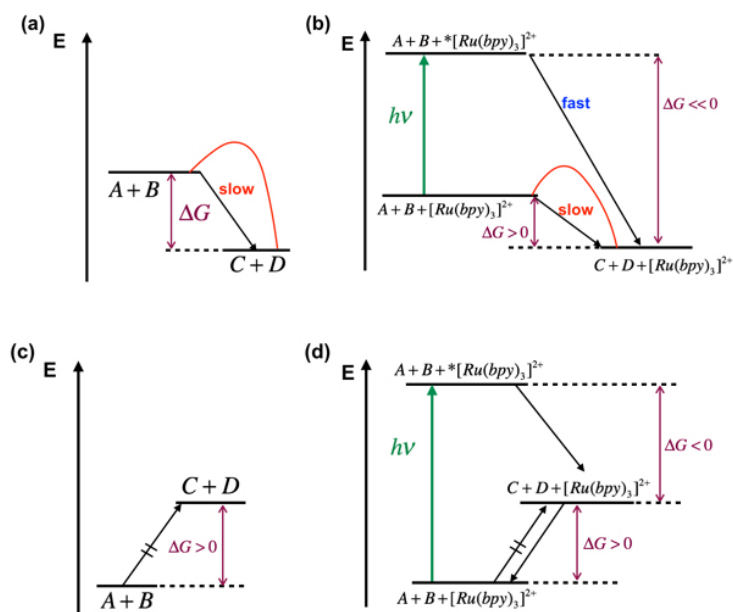 (a)
E
A + B
slow
ΔG
C + D
(b)
E
A + B + *[Ru(bpy)₃]²⁺
hν
fast
ΔG << 0
A + B + [Ru(bpy)₃]²⁺
slow
ΔG > 0
C + D + [Ru(bpy)₃]²⁺
(c)
E
C + D
ΔG > 0
A + B
(d)
E
A + B + *[Ru(bpy)₃]²⁺
hν
ΔG < 0
C + D + [Ru(bpy)₃]²⁺
ΔG > 0
A + B + [Ru(bpy)₃]²⁺